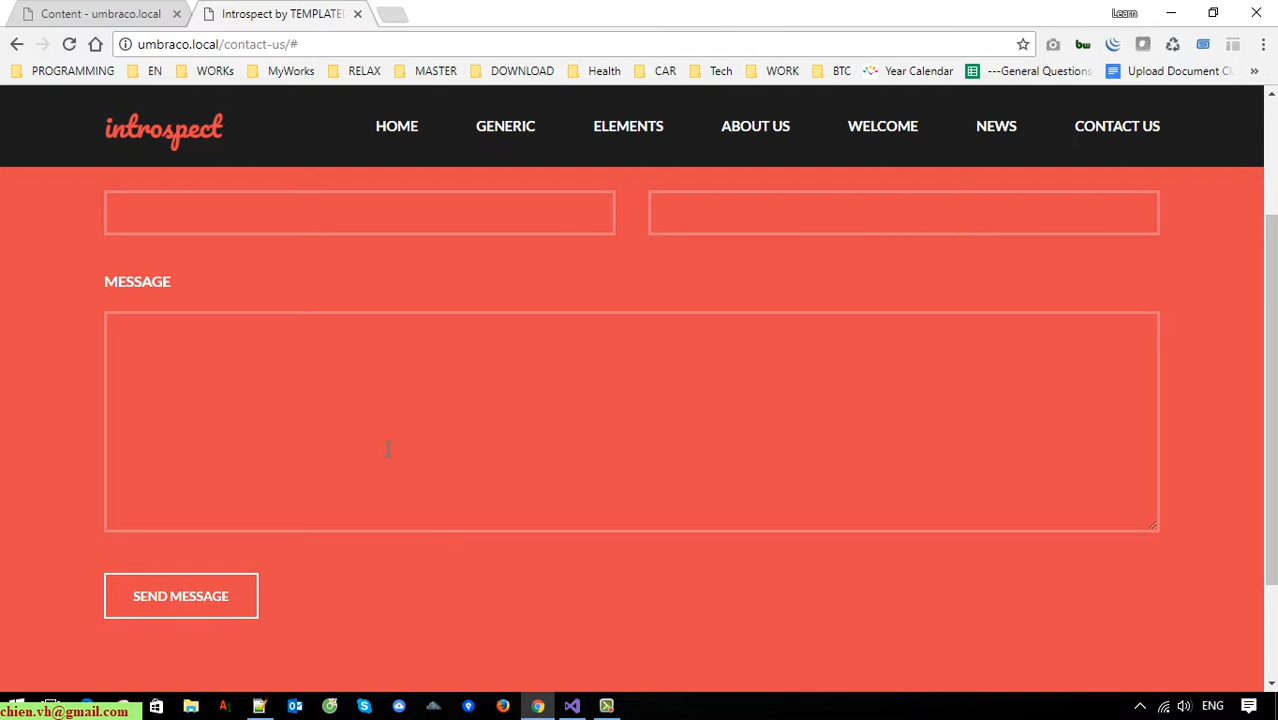 Content - umbraco.local
Introspect by TEMPLATED
Learn
umbraco.local/contact-us/#
PROGRAMMING EN WORKs MyWorks RELAX MASTER DOWNLOAD Health CAR Tech WORK BTC Year Calendar ---General Questions Upload Document
introspect
HOME GENERIC ELEMENTS ABOUT US WELCOME NEWS CONTACT US
MESSAGE
SEND MESSAGE
ENG
chien.vh@gmail.com